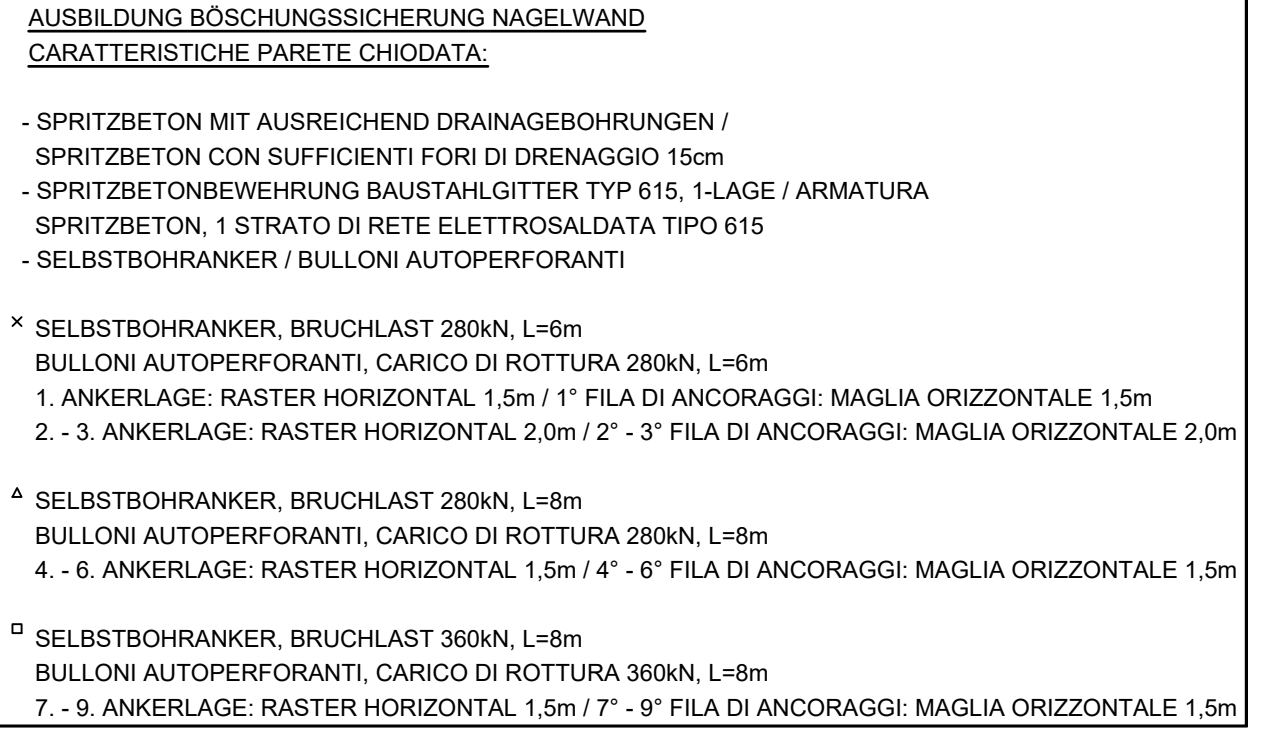 AUSBILDUNG BÖSCHUNGSSICHERUNG NAGELWAND
CARATTERISTICHE PARETE CHIODATA:
- SPRITZBETON MIT AUSREICHEND DRAINAGEBOHRUNGEN /
SPRITZBETON CON SUFFICIENTI FORI DI DRENAGGIO 15cm
- SPRITZBETONBEWEHRUNG BAUSTAHLGITTER TYP 615, 1-LAGE / ARMATURA
SPRITZBETON, 1 STRATO DI RETE ELETTROSALDATA TIPO 615
- SELBSTBOHRANKER / BULLONI AUTOPERFORANTI
× SELBSTBOHRANKER, BRUCHLAST 280kN, L=6m
BULLONI AUTOPERFORANTI, CARICO DI ROTTURA 280kN, L=6m
1. ANKERLAGE: RASTER HORIZONTAL 1,5m / 1° FILA DI ANCORAGGI: MAGLIA ORIZZONTALE 1,5m
2. - 3. ANKERLAGE: RASTER HORIZONTAL 2,0m / 2° - 3° FILA DI ANCORAGGI: MAGLIA ORIZZONTALE 2,0m
△ SELBSTBOHRANKER, BRUCHLAST 280kN, L=8m
BULLONI AUTOPERFORANTI, CARICO DI ROTTURA 280kN, L=8m
4. - 6. ANKERLAGE: RASTER HORIZONTAL 1,5m / 4° - 6° FILA DI ANCORAGGI: MAGLIA ORIZZONTALE 1,5m
□ SELBSTBOHRANKER, BRUCHLAST 360kN, L=8m
BULLONI AUTOPERFORANTI, CARICO DI ROTTURA 360kN, L=8m
7. - 9. ANKERLAGE: RASTER HORIZONTAL 1,5m / 7° - 9° FILA DI ANCORAGGI: MAGLIA ORIZZONTALE 1,5m